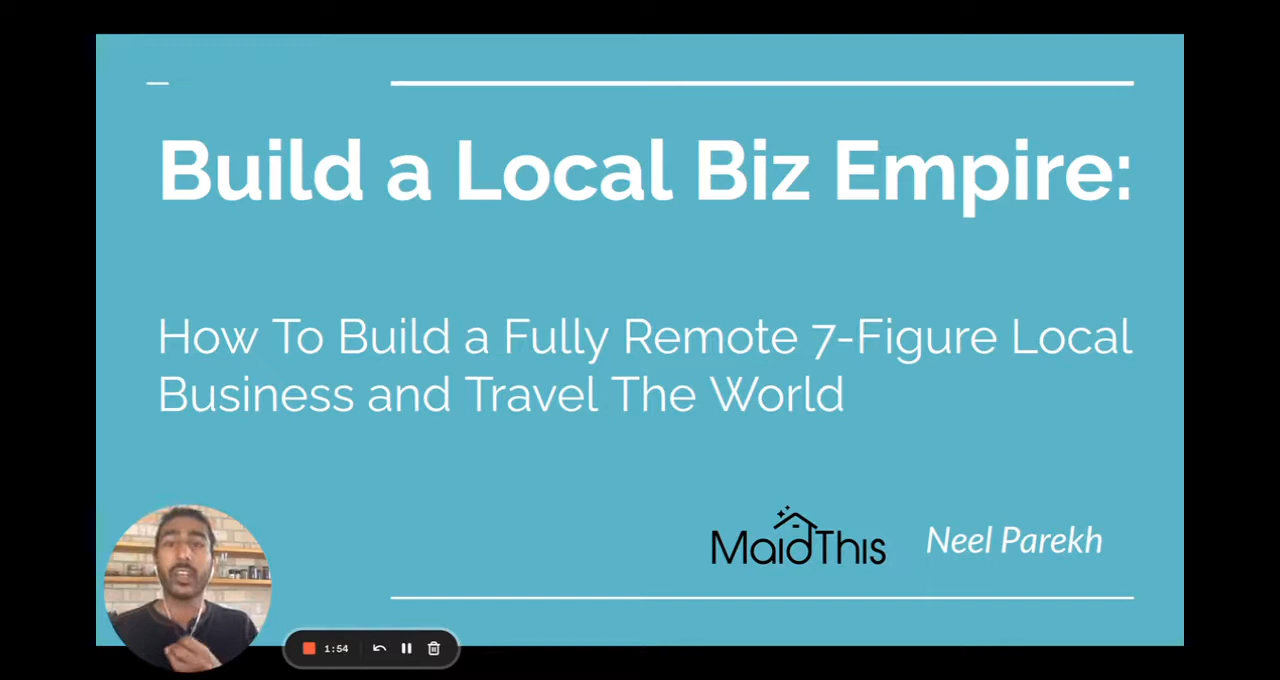 Build a Local Biz Empire:
How To Build a Fully Remote 7-Figure Local
Business and Travel The World
MaidThis
Neel Parekh
1:54